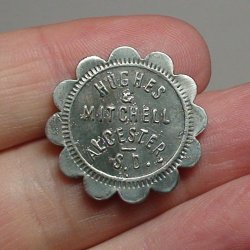 HUGHES
&
MITCHELL
ALCESTER
S.D.